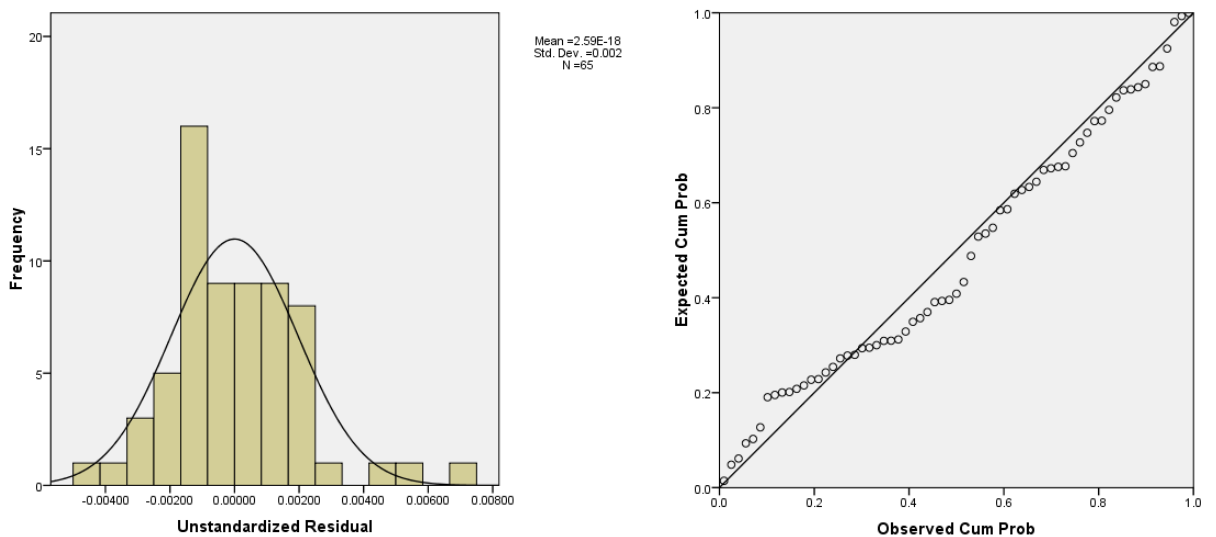 Mean =2.59E-18
Std. Dev. =0.002
N =65
Frequency
20
15
10
5
0
-0.00400 -0.00200 0.00000 0.00200 0.00400 0.00600 0.00800
Unstandardized Residual
Expected Cum Prob
1.0
0.8
0.6
0.4
0.2
0.0
0.0 0.2 0.4 0.6 0.8 1.0
Observed Cum Prob